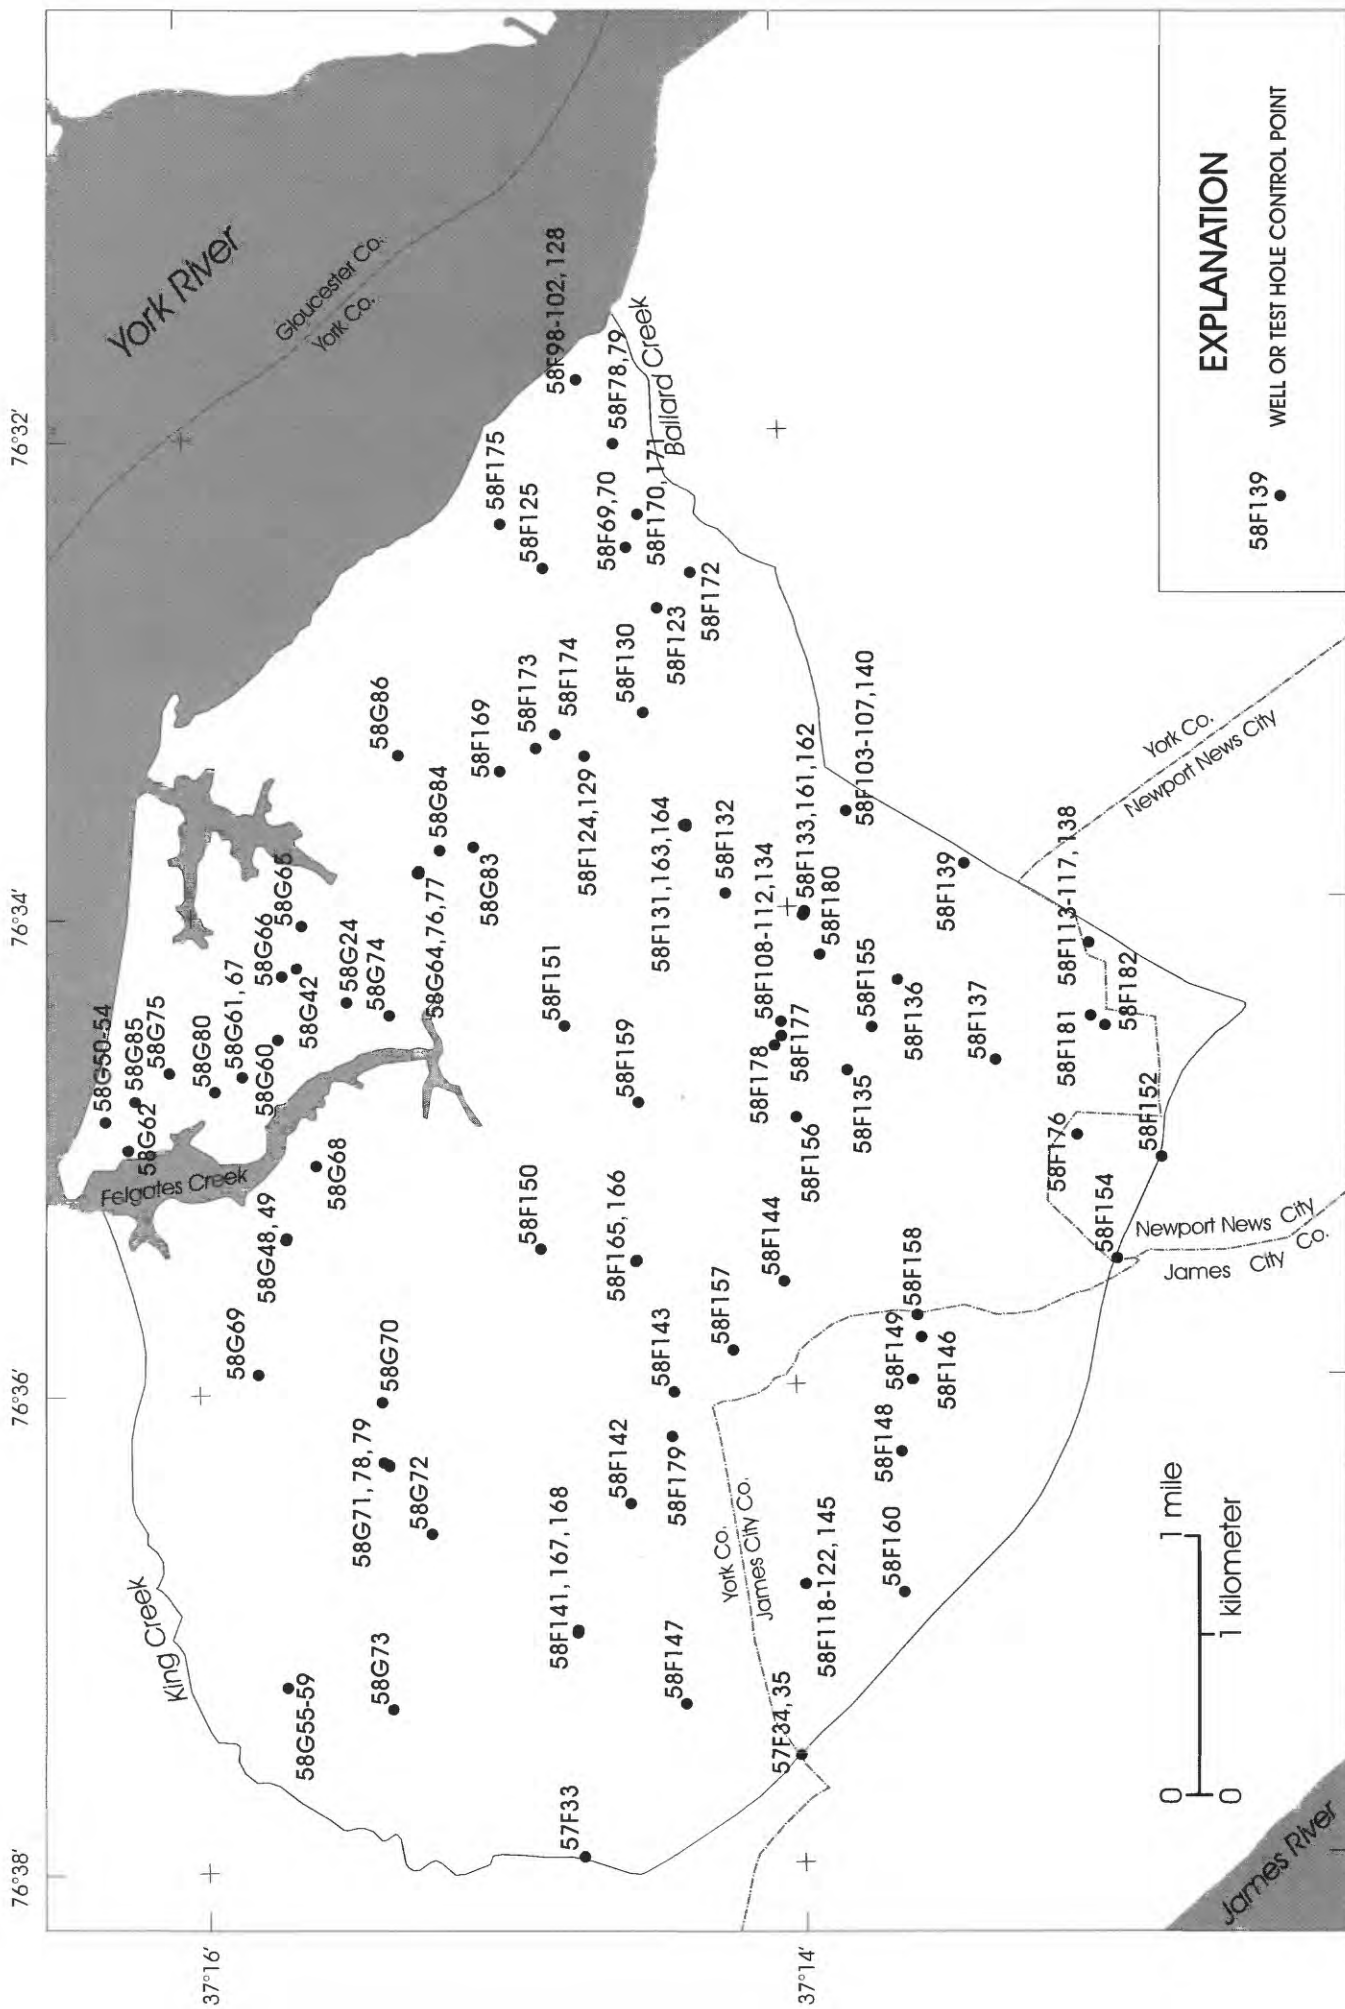 76°38′
76°36′
76°34′
76°32′
37°16′
37°14′
York River
Gloucester Co.
York Co.
King Creek
Felgates Creek
Ballard Creek
58G50-54
58G85
58G75
58G62
58G80
58G61, 67
58G60
58G66
58G65
58G42
58G24
58G74
58G68
58G48, 49
58G69
58G70
58G71, 78, 79
58G72
58G73
58G55-59
58G64,76,77
58G84
58G83
58G86
58F169
58F173
58F174
58F124,129
58F175
58F125
58F98-102, 128
58F78, 79
58F69, 70
58F170, 171
58F172
58F123
58F130
58F131,163,164
58F132
58F151
58F159
58F150
58F165, 166
58F143
58F142
58F179
58F141, 167, 168
58F147
57F33
57F34, 35
58F157
58F144
58F156
58F178
58F177
58F108-112, 134
58F133,161,162
58F180
58F103-107,140
58F155
58F135
58F136
58F137
58F139
58F113-117, 138
58F181
58F182
58F176
58F152
58F154
58F158
58F149
58F146
58F148
58F160
58F118-122, 145
York Co.
James City Co.
York Co.
Newport News City
Newport News City
James City Co.
James River
0 1 mile
0 1 kilometer
EXPLANATION
58F139
WELL OR TEST HOLE CONTROL POINT